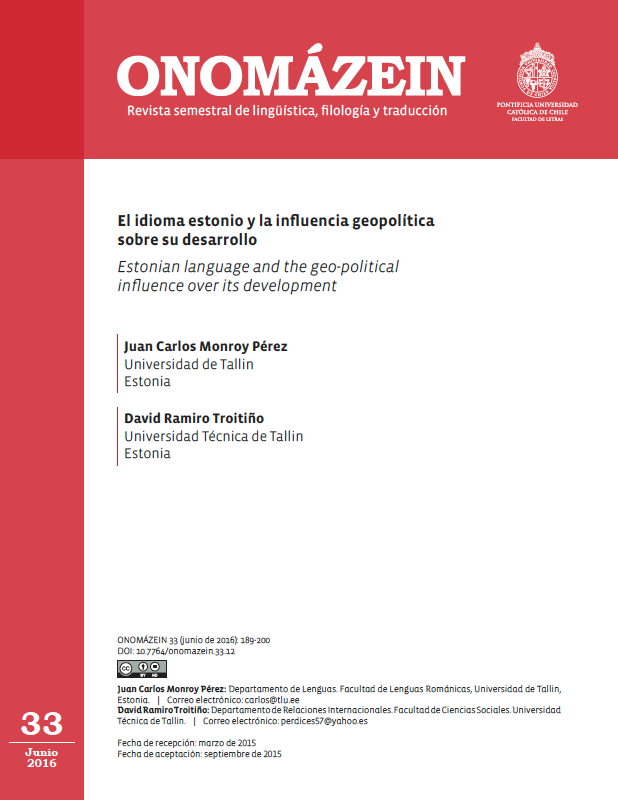 ONOMÁZEIN
Revista semestral de lingüística, filología y traducción
PONTIFICIA UNIVERSIDAD
CATÓLICA DE CHILE
FACULTAD DE LETRAS
El idioma estonio y la influencia geopolítica
sobre su desarrollo
Estonian language and the geo-political
influence over its development
Juan Carlos Monroy Pérez
Universidad de Tallin
Estonia
David Ramiro Troitiño
Universidad Técnica de Tallin
Estonia
ONOMÁZEIN 33 (junio de 2016): 189-200
DOI: 10.7764/onomazein.33.12
cc BY ND
Juan Carlos Monroy Pérez: Departamento de Lenguas. Facultad de Lenguas Románicas, Universidad de Tallin,
Estonia. | Correo electrónico: carlos@tlu.ee
David Ramiro Troitiño: Departamento de Relaciones Internacionales. Facultad de Ciencias Sociales. Universidad
Técnica de Tallin. | Correo electrónico: perdices57@yahoo.es
Fecha de recepción: marzo de 2015
Fecha de aceptación: septiembre de 2015
33
Junio
2016